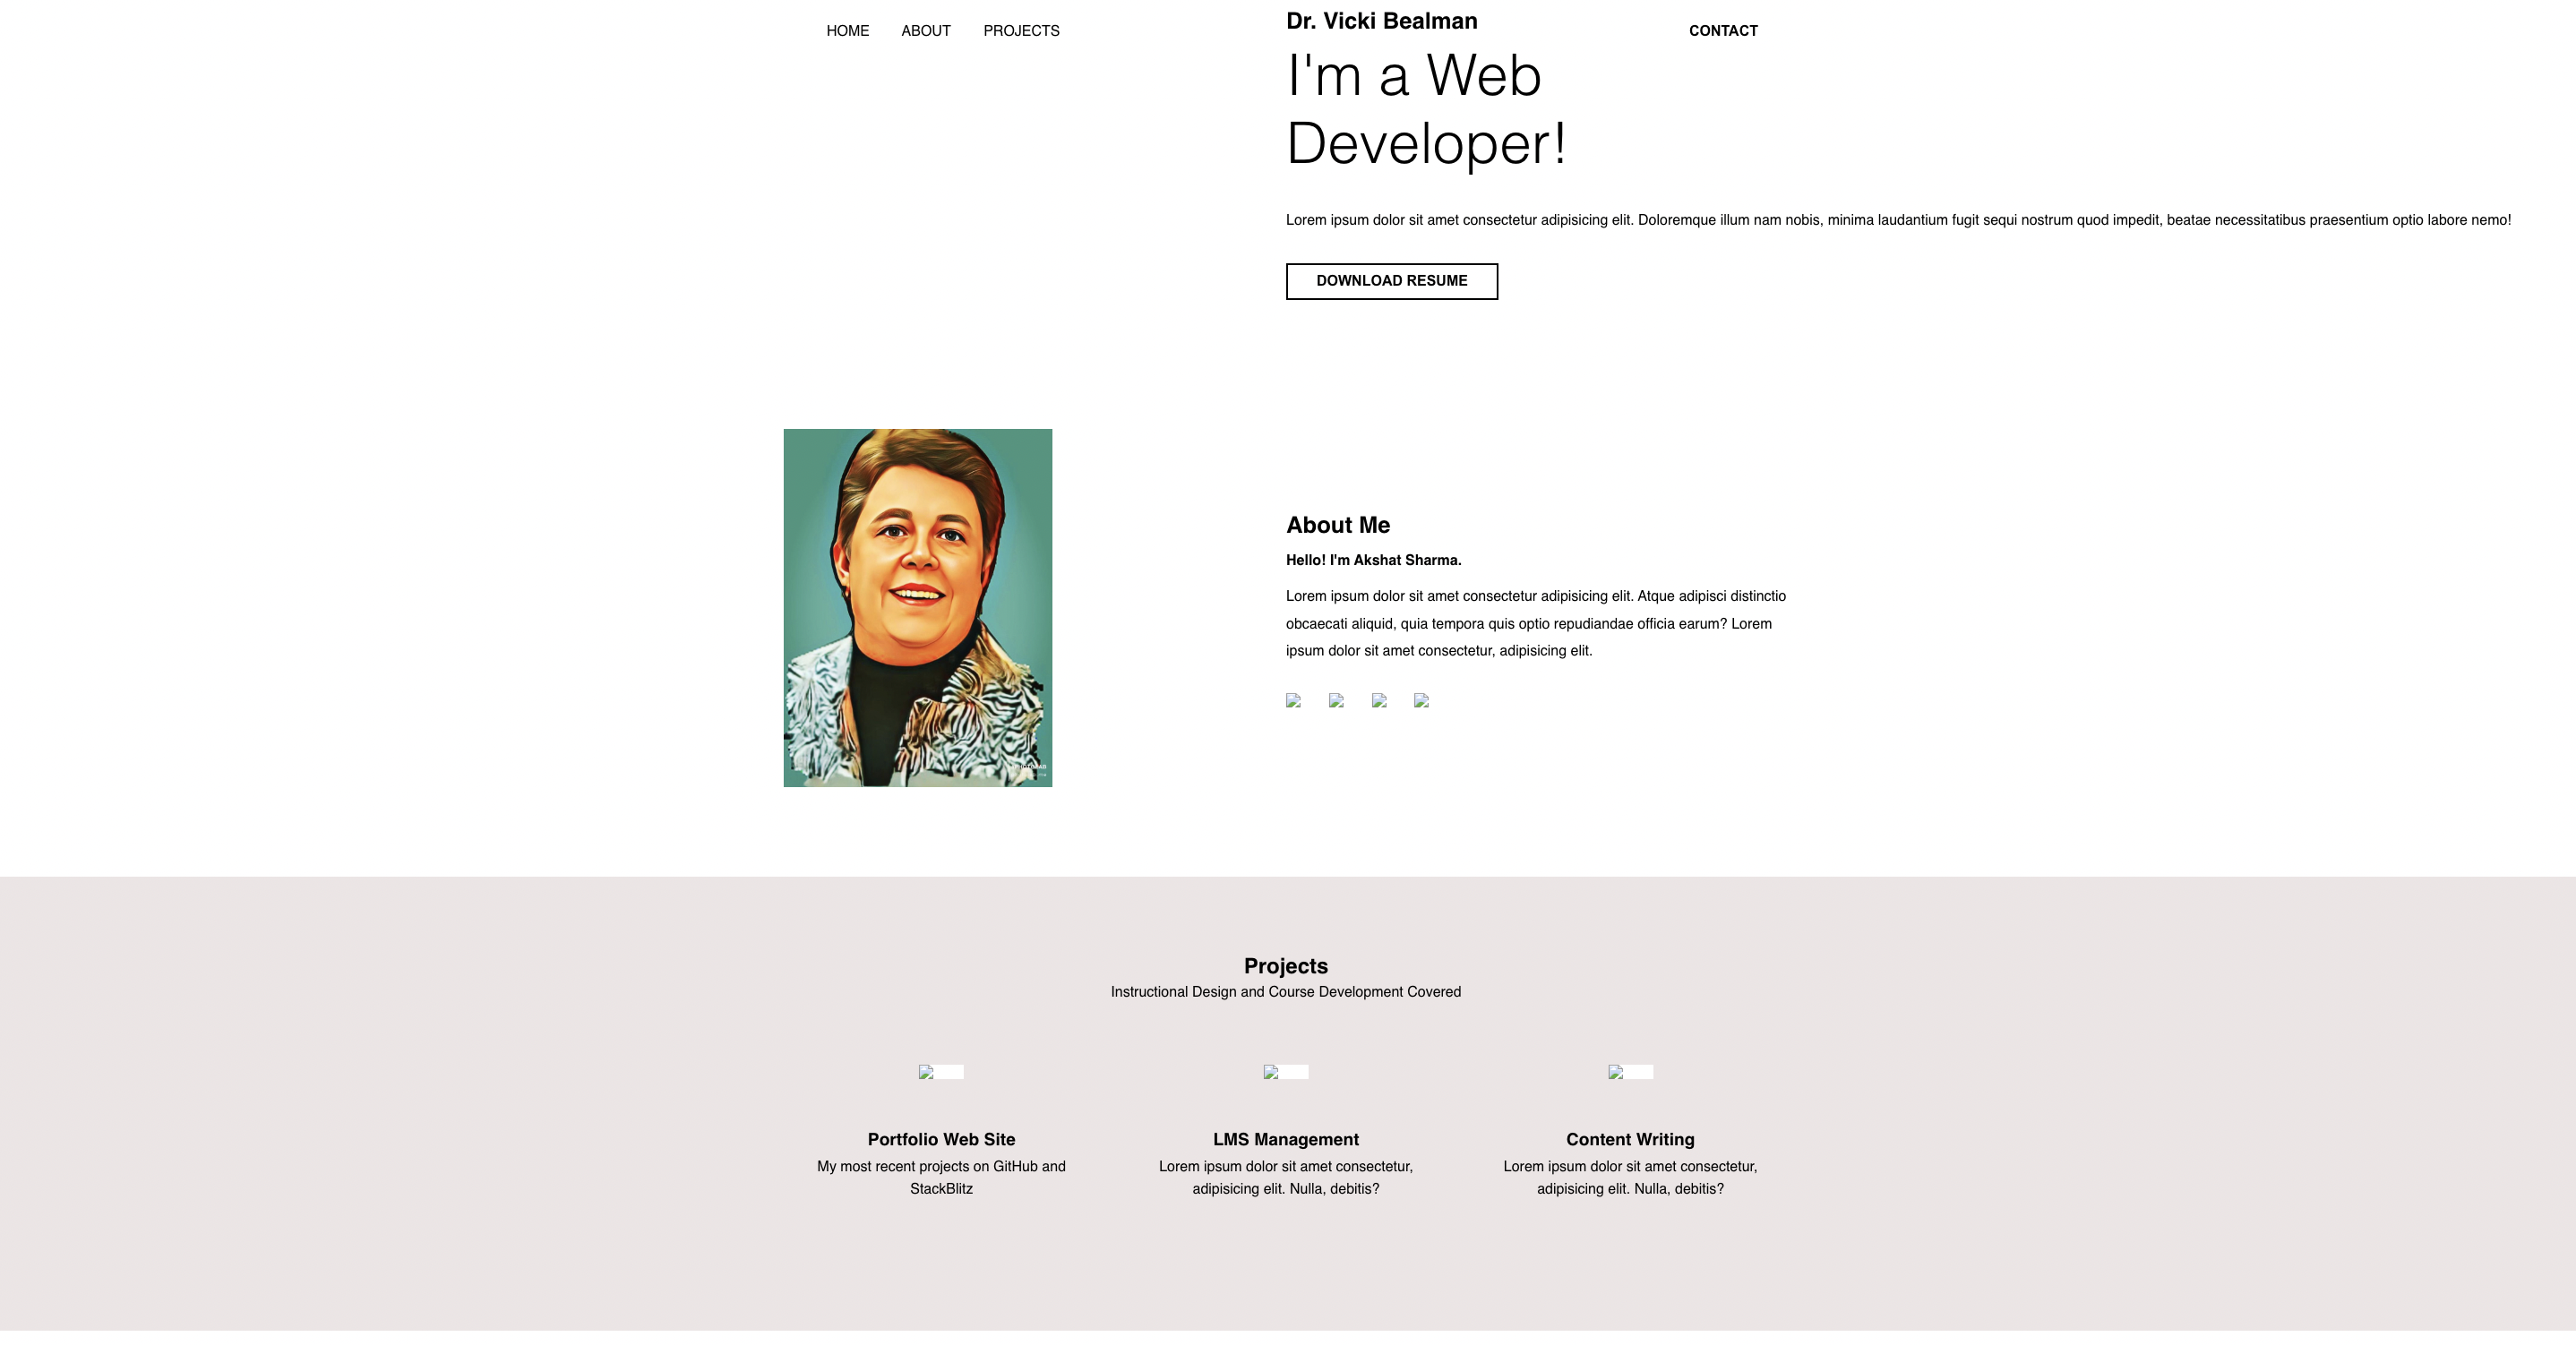 HOME ABOUT PROJECTS
CONTACT
Dr. Vicki Bealman
I'm a Web
Developer!
Lorem ipsum dolor sit amet consectetur adipisicing elit. Doloremque illum nam nobis, minima laudantium fugit sequi nostrum quod impedit, beatae necessitatibus praesentium optio labore nemo!
DOWNLOAD RESUME
About Me
Hello! I'm Akshat Sharma.
Lorem ipsum dolor sit amet consectetur adipisicing elit. Atque adipisci distinctio
obcaecati aliquid, quia tempora quis optio repudiandae officia earum? Lorem
ipsum dolor sit amet consectetur, adipisicing elit.
Projects
Instructional Design and Course Development Covered
Portfolio Web Site
My most recent projects on GitHub and
StackBlitz
LMS Management
Lorem ipsum dolor sit amet consectetur,
adipisicing elit. Nulla, debitis?
Content Writing
Lorem ipsum dolor sit amet consectetur,
adipisicing elit. Nulla, debitis?